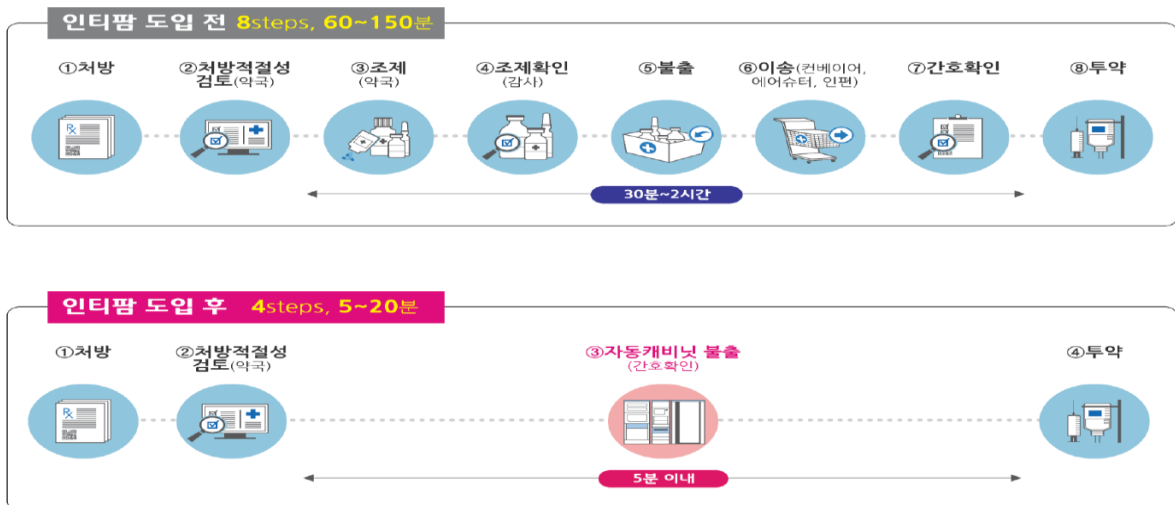 인티팜 도입 전 8steps, 60~150분
①처방
②처방적절성
검토(약국)
③조제
(약국)
④조제확인
(감사)
⑤불출
⑥이송(컨베이어,
에어슈터, 인편)
⑦간호확인
⑧투약
30분~2시간
인티팜 도입 후 4steps, 5~20분
①처방
②처방적절성
검토(약국)
③자동캐비닛 불출
(간호확인)
④투약
5분 이내